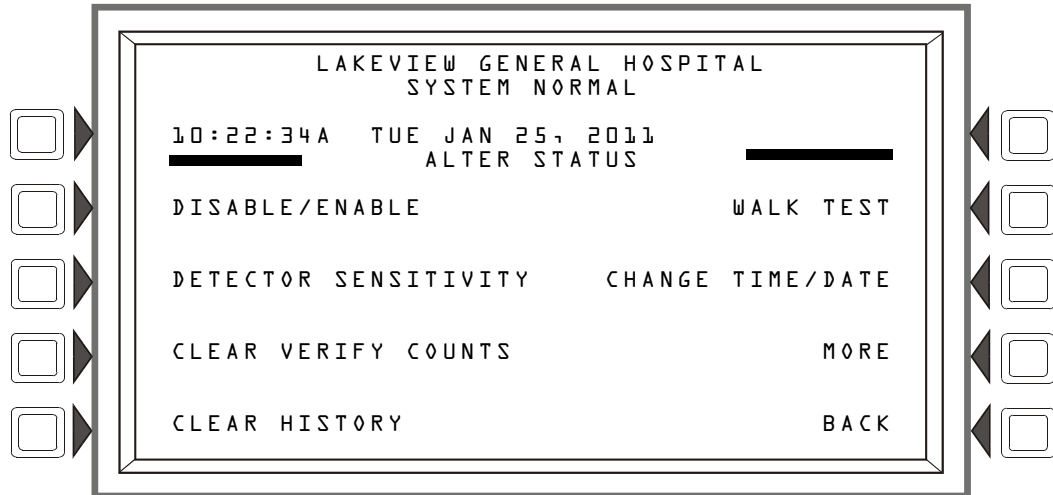 LAKEVIEW GENERAL HOSPITAL
SYSTEM NORMAL
10:22:34A TUE JAN 25, 2011
ALTER STATUS
DISABLE/ENABLE WALK TEST
DETECTOR SENSITIVITY CHANGE TIME/DATE
CLEAR VERIFY COUNTS MORE
CLEAR HISTORY BACK